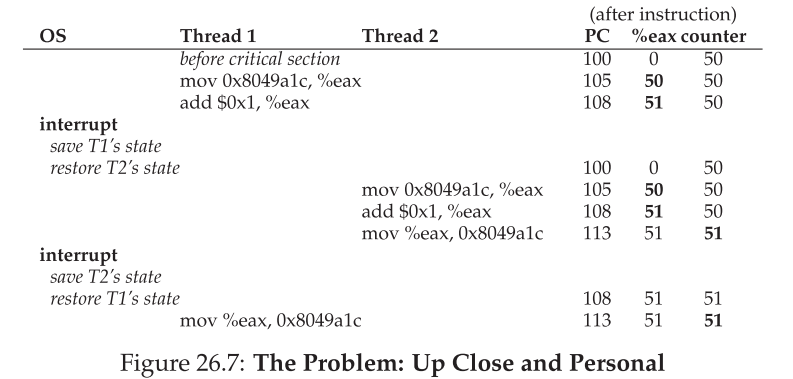 (after instruction)
OS Thread 1 Thread 2 PC %eax counter
before critical section 100 0 50
mov 0x8049a1c, %eax 105 50 50
add $0x1, %eax 108 51 50
interrupt
save T1's state
restore T2's state 100 0 50
mov 0x8049a1c, %eax 105 50 50
add $0x1, %eax 108 51 50
mov %eax, 0x8049a1c 113 51 51
interrupt
save T2's state
restore T1's state 108 51 51
mov %eax, 0x8049a1c 113 51 51
Figure 26.7: The Problem: Up Close and Personal